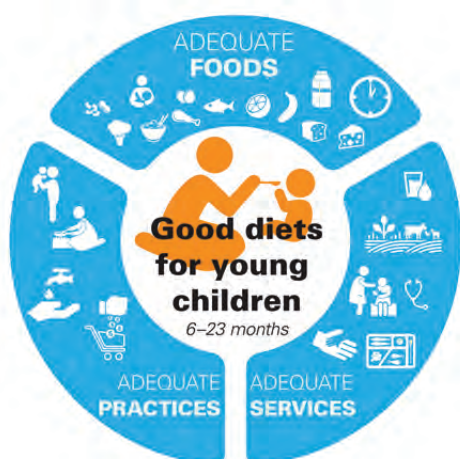 ADEQUATE
FOODS
Good diets
for young
children
6–23 months
ADEQUATE
PRACTICES
ADEQUATE
SERVICES